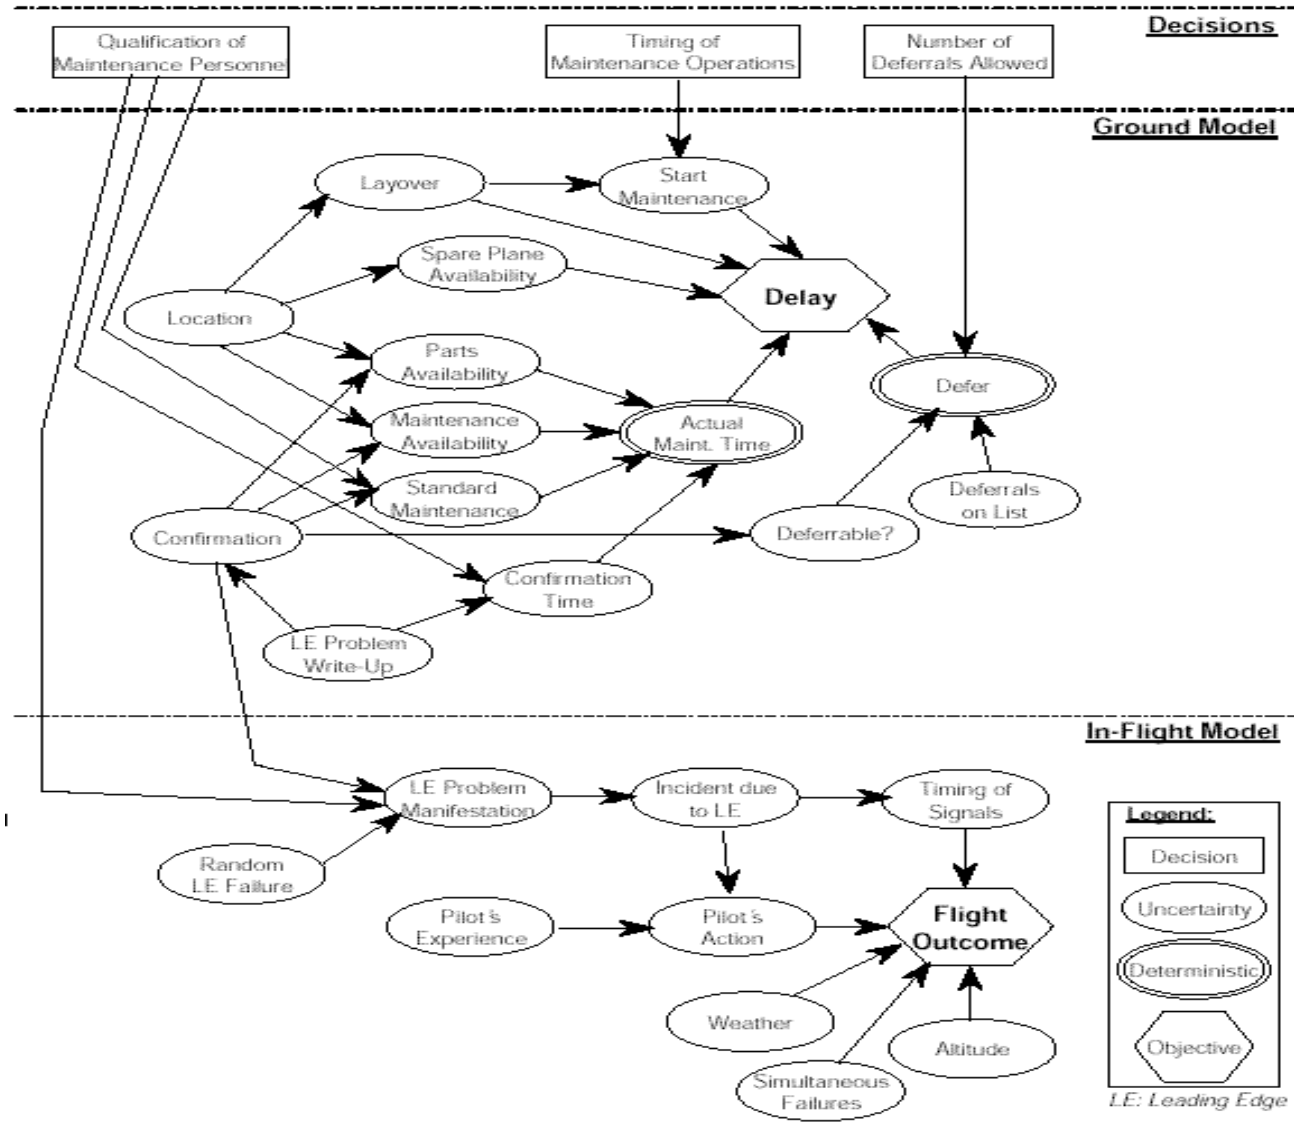 Decisions
Qualification of
Maintenance Personnel
Timing of
Maintenance Operations
Number of
Deferrals Allowed
Ground Model
Layover
Start
Maintenance
Spare Plane
Availability
Delay
Location
Parts
Availability
Defer
Maintenance
Availability
Actual
Maint. Time
Standard
Maintenance
Deferrals
on List
Confirmation
Deferrable?
Confirmation
Time
LE Problem
Write-Up
In-Flight Model
LE Problem
Manifestation
Incident due
to LE
Timing of
Signals
Random
LE Failure
Pilot's
Experience
Pilot's
Action
Flight
Outcome
Weather
Altitude
Simultaneous
Failures
Legend:
Decision
Uncertainty
Deterministic
Objective
LE: Leading Edge